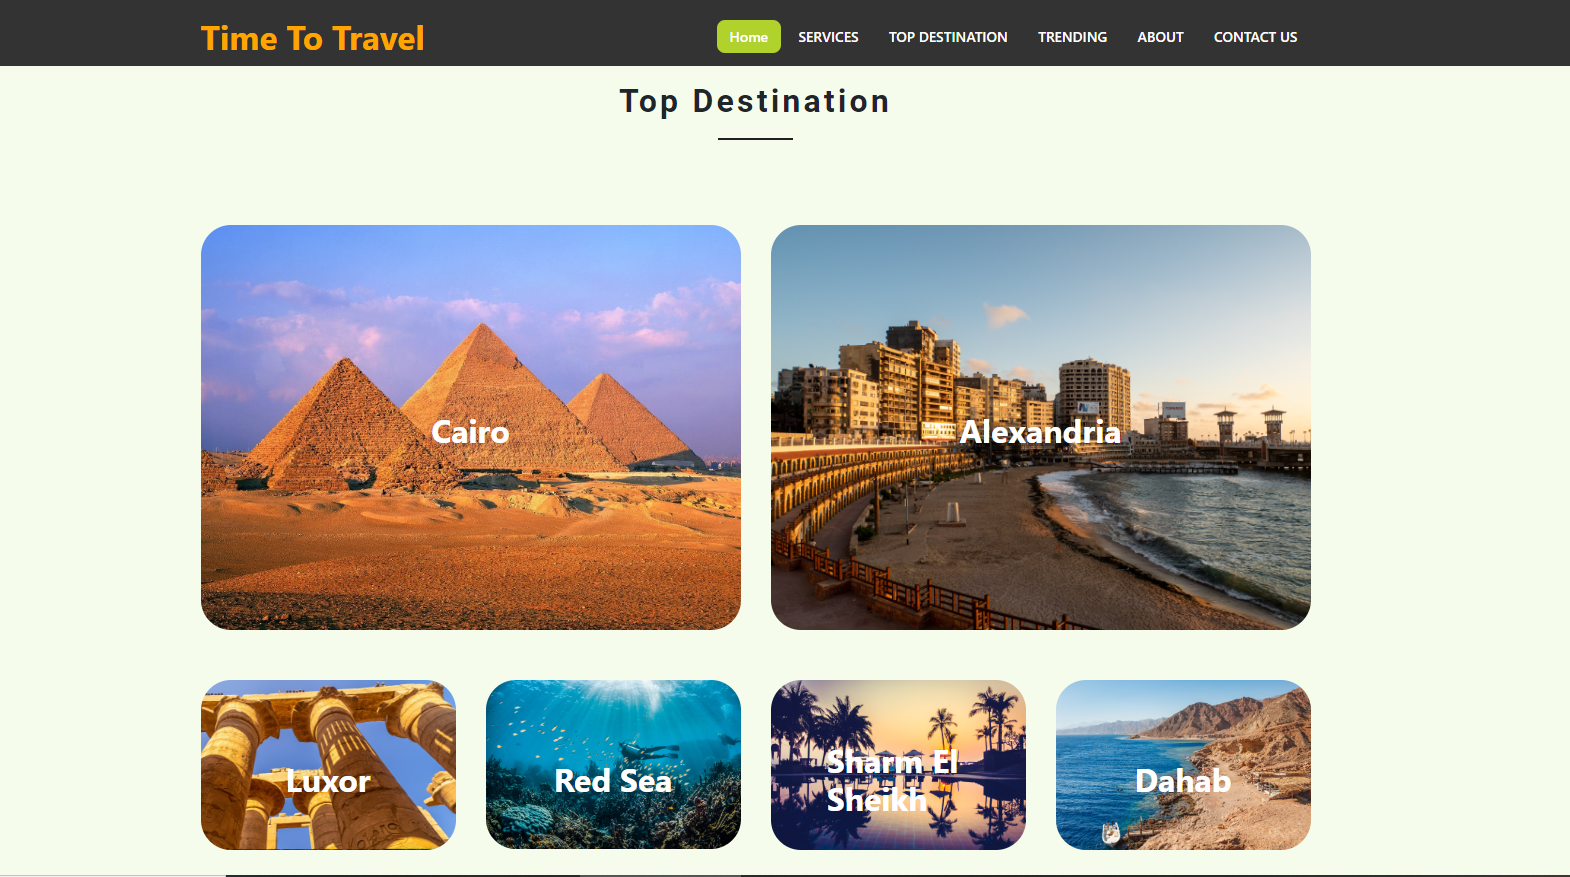 Time To Travel
Home SERVICES TOP DESTINATION TRENDING ABOUT CONTACT US
Top Destination
Cairo
Alexandria
Luxor
Red Sea
Sharm El
Sheikh
Dahab